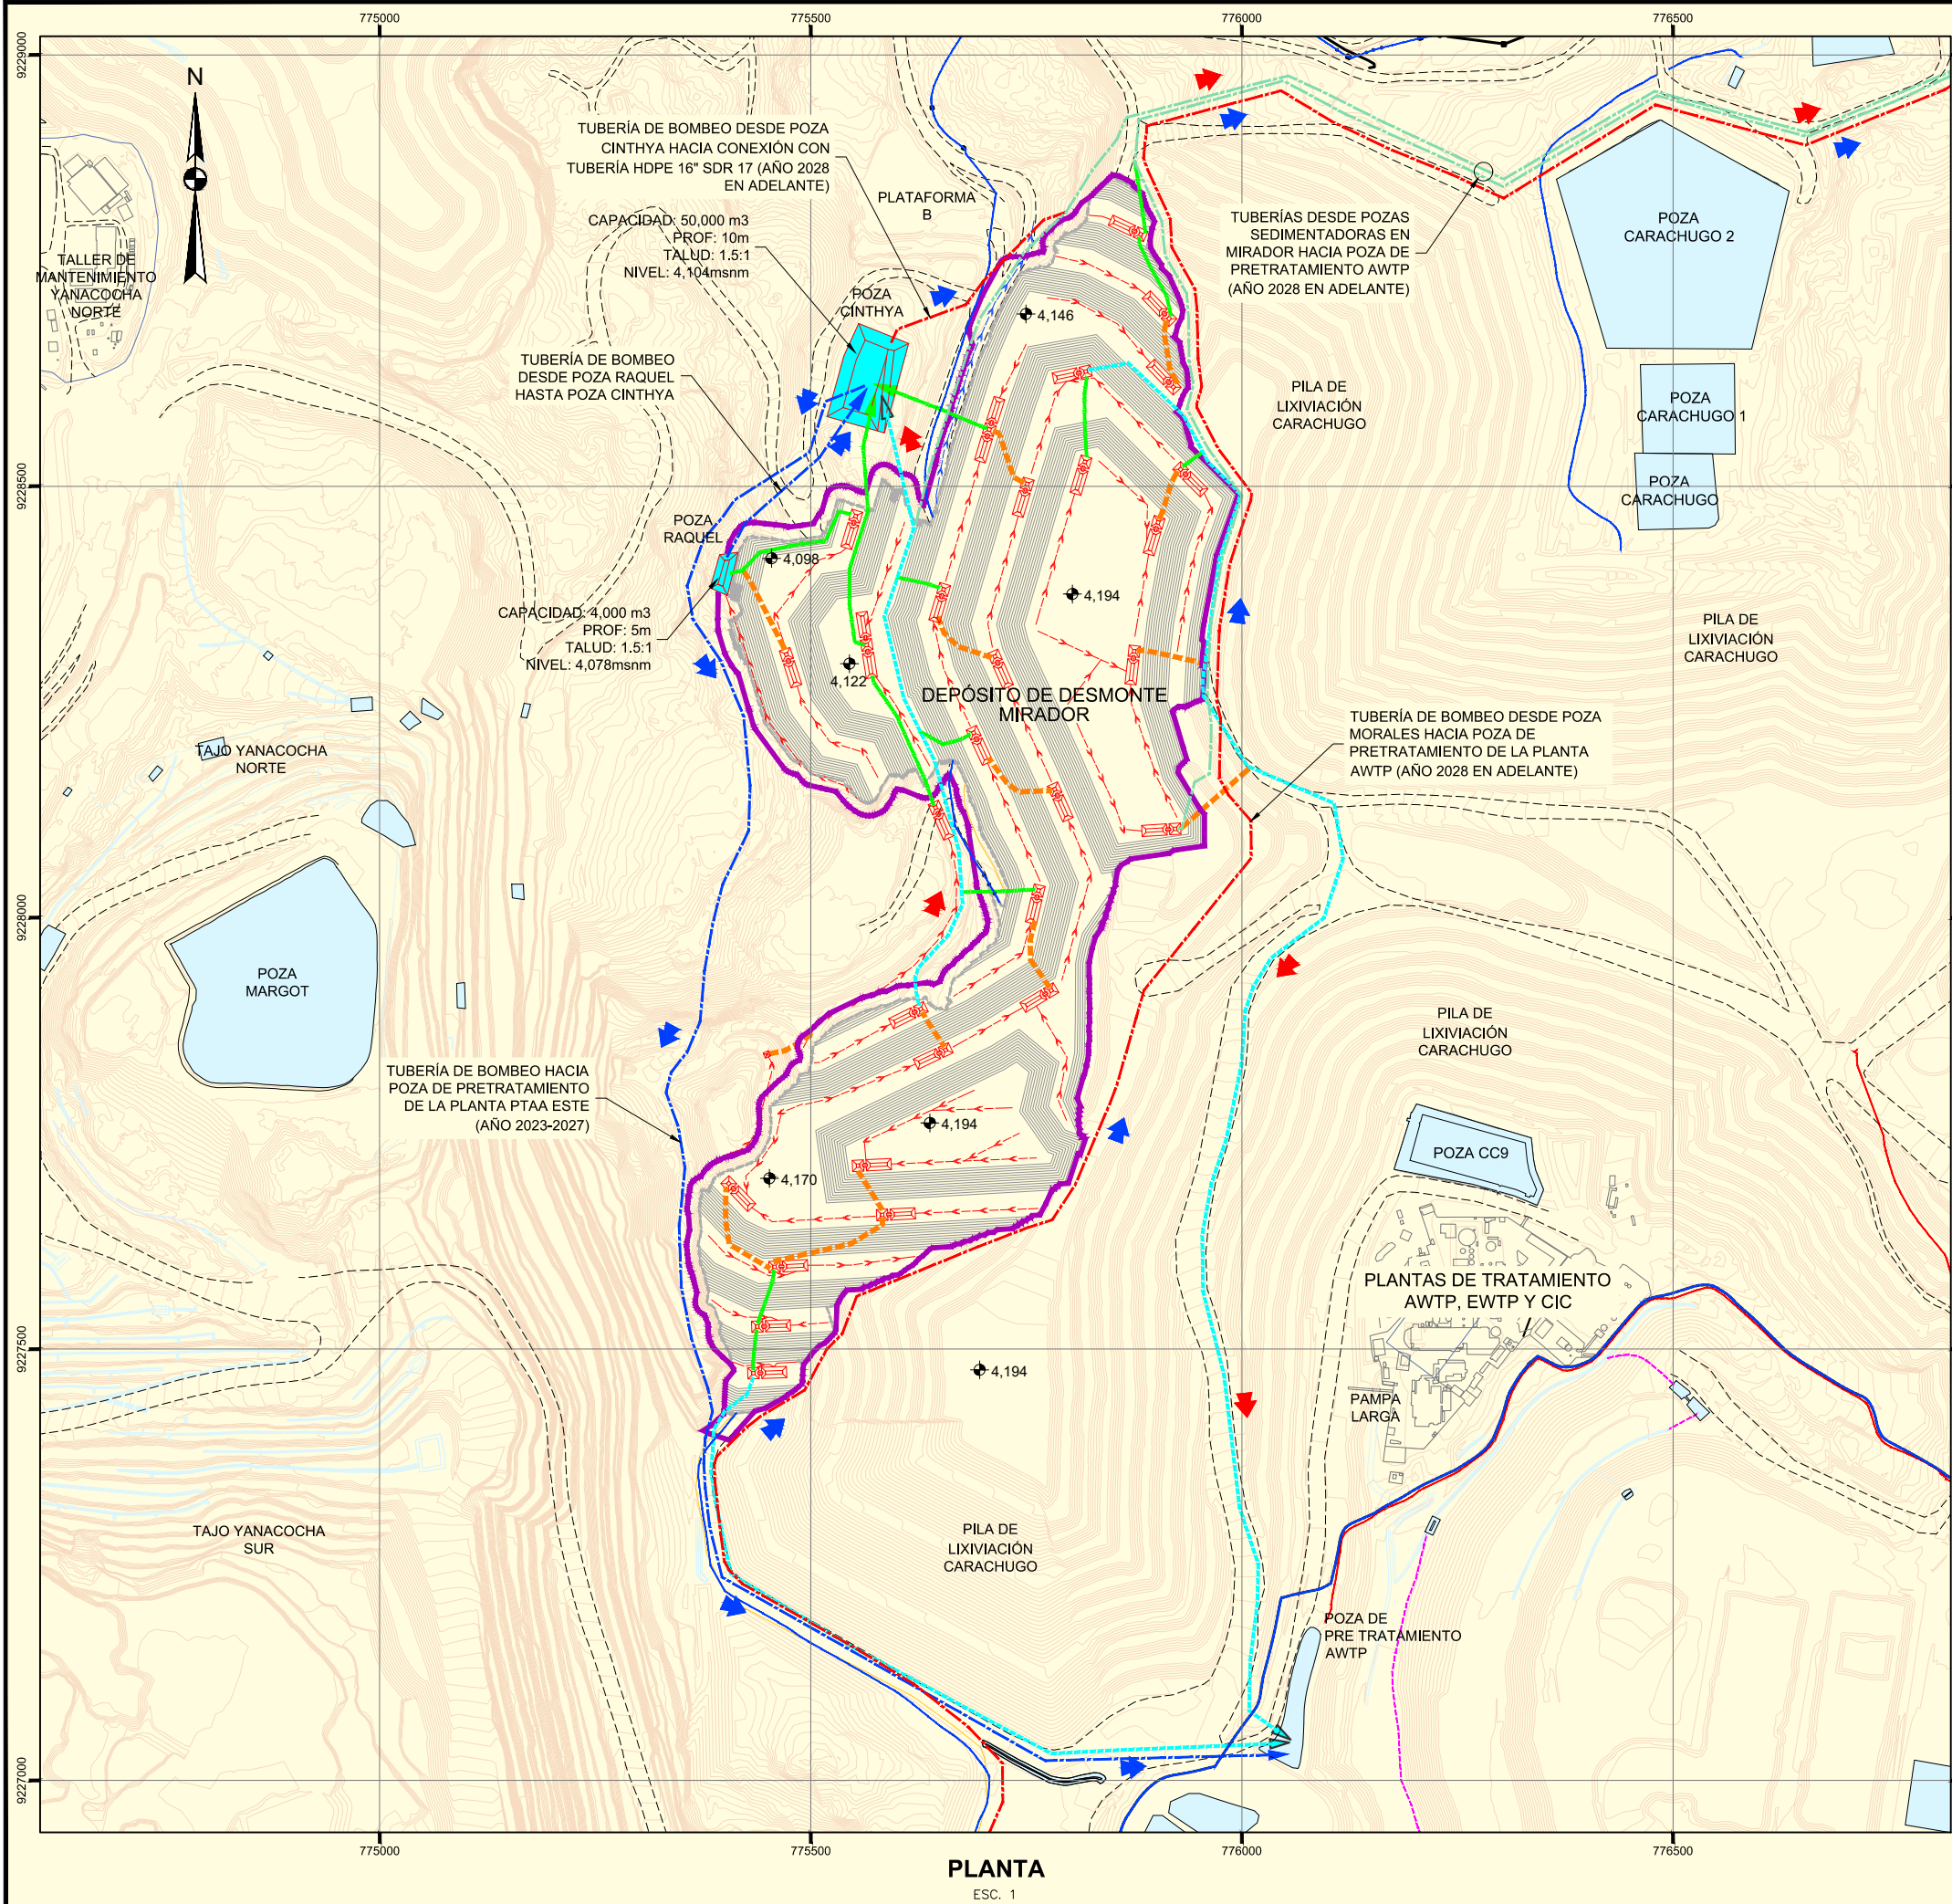 775000
775500
776000
776500
9229000
9228500
9228000
9227500
9227000
N
TALLER DE
MANTENIMIENTO
YANACOCHA
NORTE
TUBERÍA DE BOMBEO DESDE POZA
CINTHYA HACIA CONEXIÓN CON
TUBERÍA HDPE 16" SDR 17 (AÑO 2028
EN ADELANTE)
PLATAFORMA
B
CAPACIDAD: 50,000 m3
PROF: 10m
TALUD: 1.5:1
NIVEL: 4,104msnm
POZA
CINTHYA
4,146
TUBERÍAS DESDE POZAS
SEDIMENTADORAS EN
MIRADOR HACIA POZA DE
PRETRATAMIENTO AWTP
(AÑO 2028 EN ADELANTE)
POZA
CARACHUGO 2
TUBERÍA DE BOMBEO
DESDE POZA RAQUEL
HASTA POZA CINTHYA
PILA DE
LIXIVIACIÓN
CARACHUGO
POZA
CARACHUGO 1
POZA
CARACHUGO
POZA
RAQUEL
4,098
4,194
CAPACIDAD: 4,000 m3
PROF: 5m
TALUD: 1.5:1
NIVEL: 4,078msnm
PILA DE
LIXIVIACIÓN
CARACHUGO
4,122
DEPÓSITO DE DESMONTE
MIRADOR
TUBERÍA DE BOMBEO DESDE POZA
MORALES HACIA POZA DE
PRETRATAMIENTO DE LA PLANTA
AWTP (AÑO 2028 EN ADELANTE)
TAJO YANACOCHA
NORTE
POZA
MARGOT
PILA DE
LIXIVIACIÓN
CARACHUGO
TUBERÍA DE BOMBEO HACIA
POZA DE PRETRATAMIENTO
DE LA PLANTA PTAA ESTE
(AÑO 2023-2027)
4,194
POZA CC9
4,170
PLANTAS DE TRATAMIENTO
AWTP, EWTP Y CIC
4,194
PAMPA
LARGA
TAJO YANACOCHA
SUR
PILA DE
LIXIVIACIÓN
CARACHUGO
POZA DE
PRE TRATAMIENTO
AWTP
775000
775500
776000
776500
PLANTA
ESC. 1